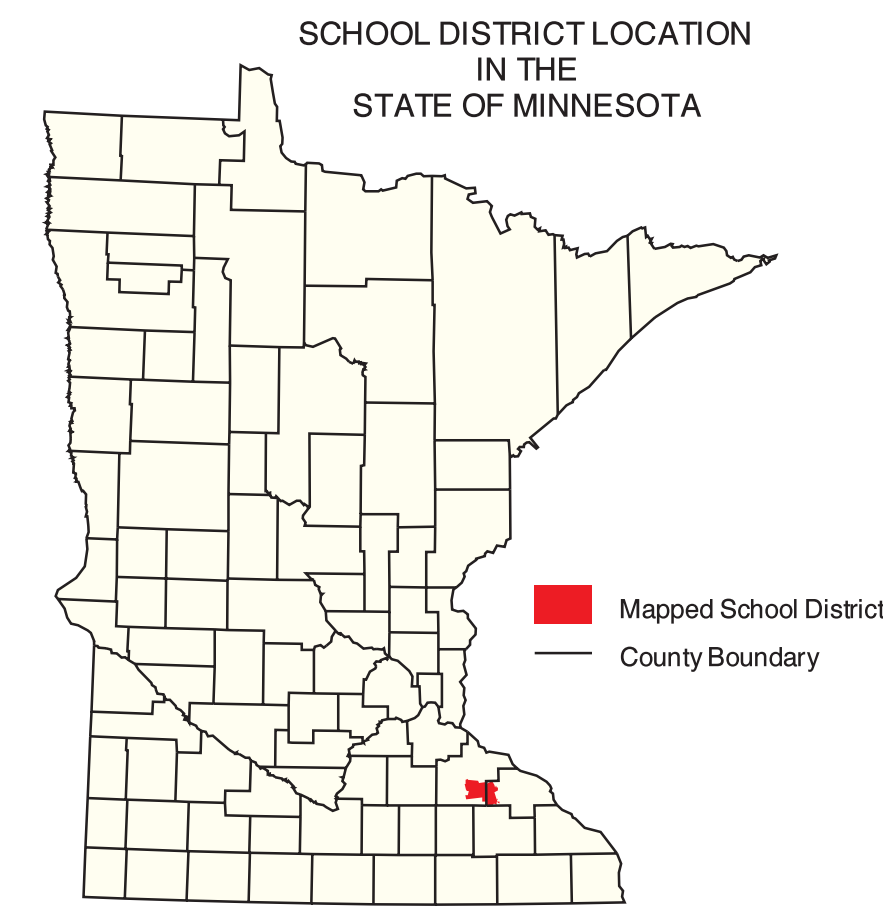 SCHOOL DISTRICT LOCATION
IN THE
STATE OF MINNESOTA
Mapped School District
County Boundary